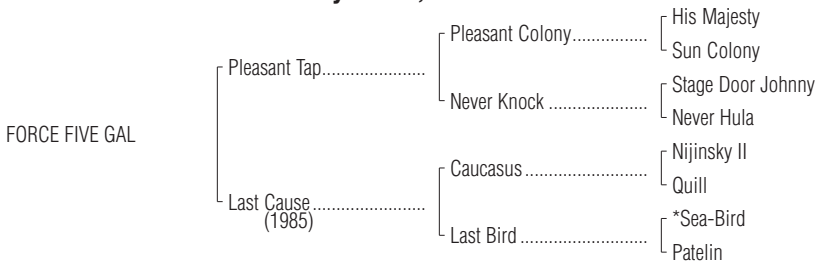 His Majesty
Pleasant Colony...............
Sun Colony
Pleasant Tap.....................
Stage Door Johnny
Never Knock ....................
Never Hula
FORCE FIVE GAL
Nijinsky II
Caucasus.........................
Quill
Last Cause.......................
(1985)
*Sea-Bird
Last Bird ..........................
Patelin